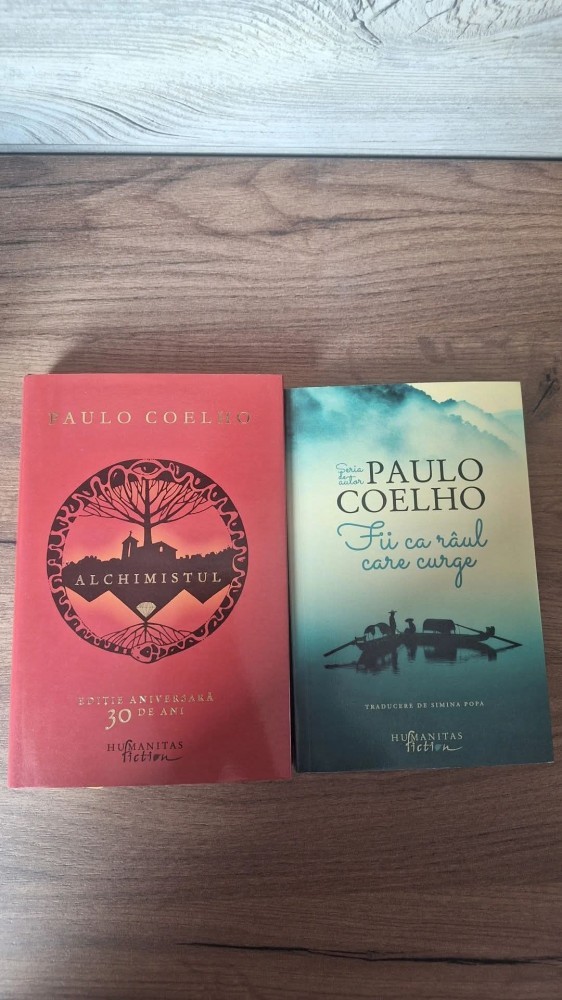 PAULO COELHO
ALCHIMISTUL
EDIȚIE ANIVERSARĂ
30 DE ANI
HUMANITAS
fiction
Seria
de
autor
PAULO
COELHO
Fii ca râul
care curge
TRADUCERE DE SIMINA POPA
HUMANITAS
fiction